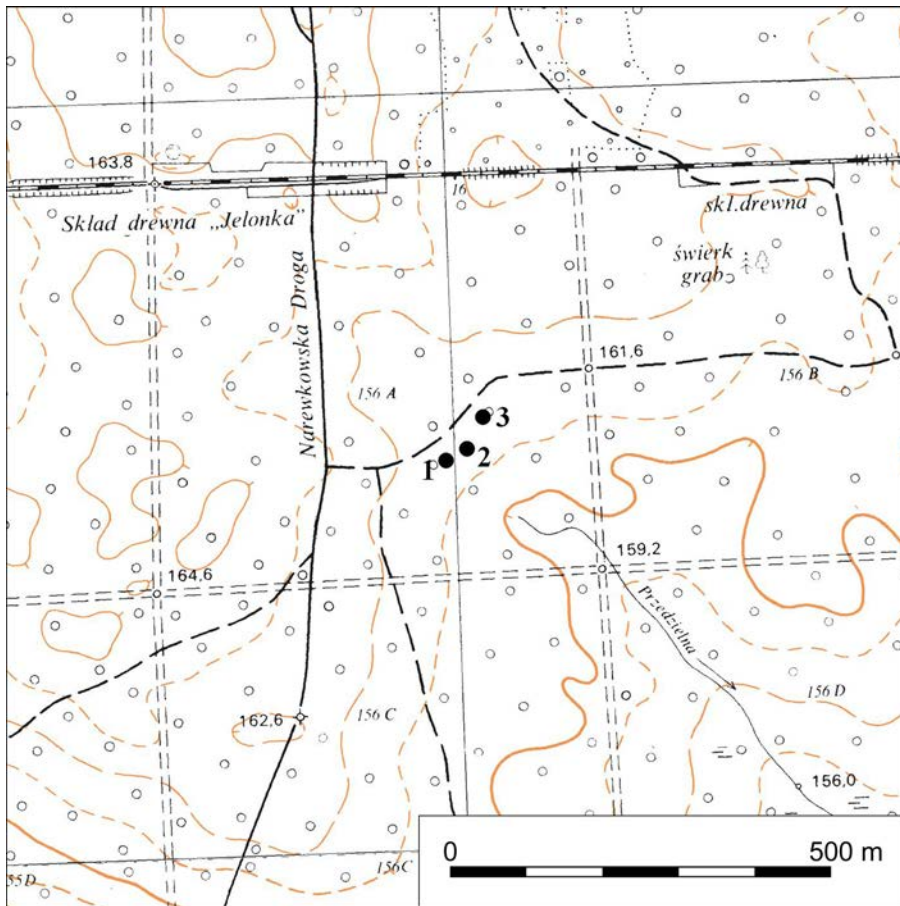 163,8
16
Skład drewna „Jelonka”
skł.drewna
świerk
grab
Narewkowska Droga
161,6
156 B
156 A
3
2
1
159,2
164,6
Przedzielna
156 D
156 C
162,6
156,0
156C
55D
0 500 m